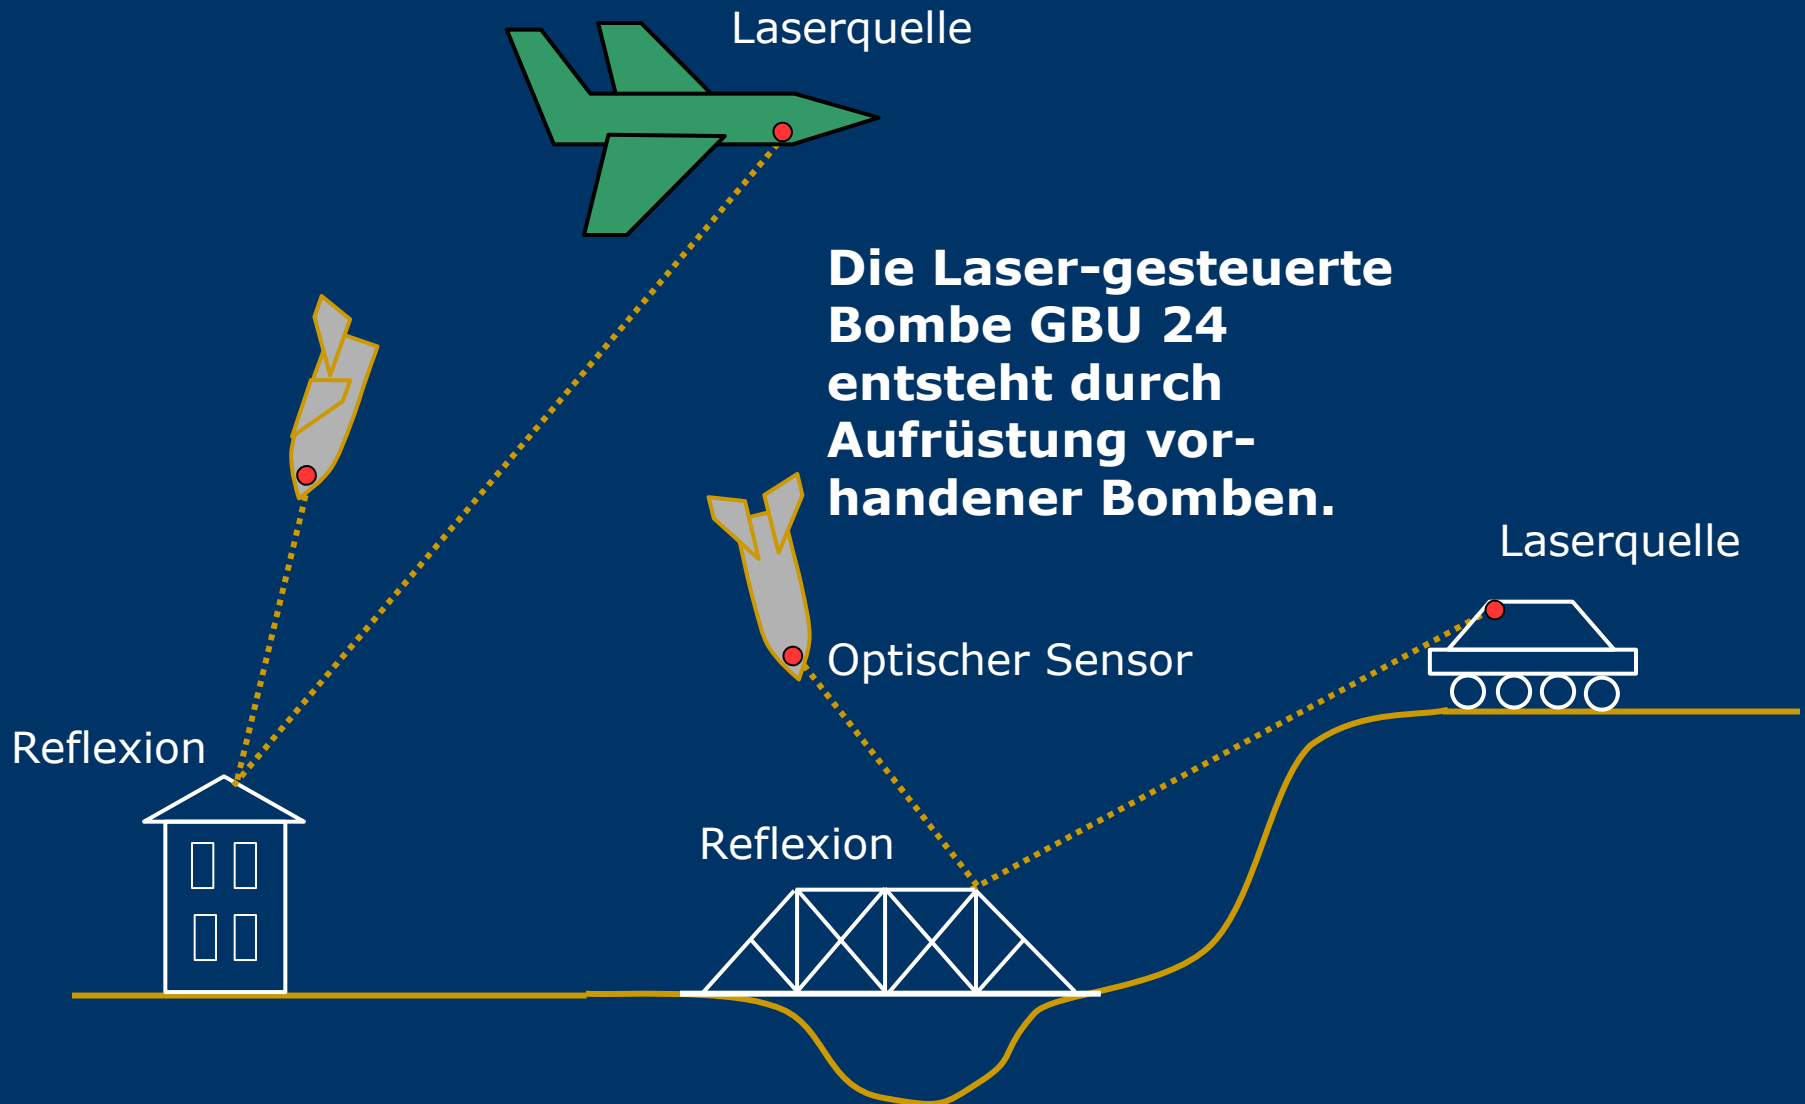 Laserquelle
Die Laser-gesteuerte
Bombe GBU 24
entsteht durch
Aufrüstung vor-
handener Bomben.
Laserquelle
Optischer Sensor
Reflexion
Reflexion